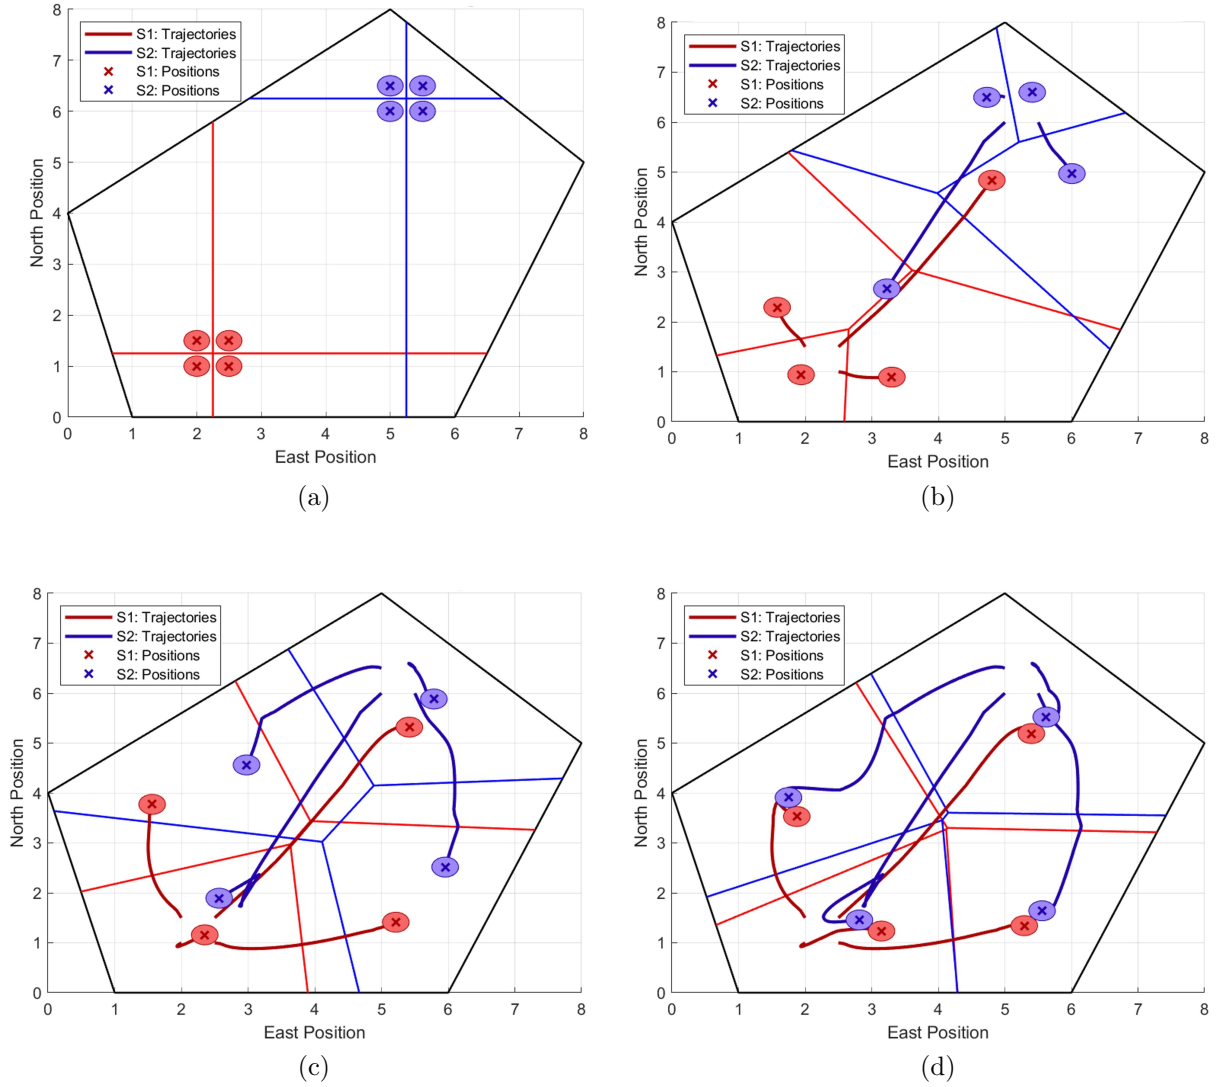 8
7
6
5
4
3
2
1
0
North Position
S1: Trajectories
S2: Trajectories
S1: Positions
S2: Positions
0 1 2 3 4 5 6 7 8
East Position
(a)
8
7
6
5
4
3
2
1
0
North Position
S1: Trajectories
S2: Trajectories
S1: Positions
S2: Positions
0 1 2 3 4 5 6 7 8
East Position
(b)
8
7
6
5
4
3
2
1
0
North Position
S1: Trajectories
S2: Trajectories
S1: Positions
S2: Positions
0 1 2 3 4 5 6 7 8
East Position
(c)
8
7
6
5
4
3
2
1
0
North Position
S1: Trajectories
S2: Trajectories
S1: Positions
S2: Positions
0 1 2 3 4 5 6 7 8
East Position
(d)